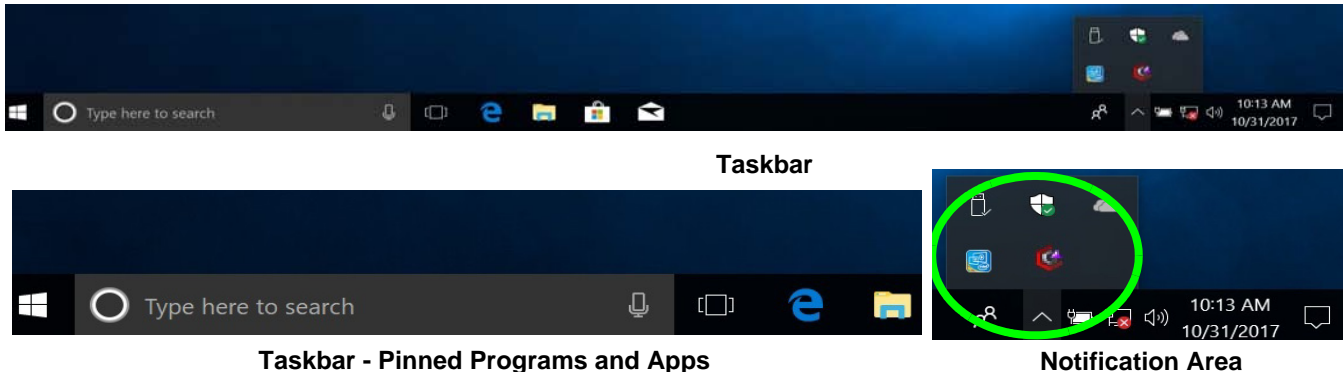 Type here to search
10:13 AM
10/31/2017
Taskbar
Type here to search
10:13 AM
10/31/2017
Taskbar - Pinned Programs and Apps
Notification Area